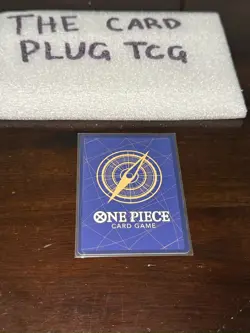 THE CARD
PLUG TCG
ONE PIECE
CARD GAME